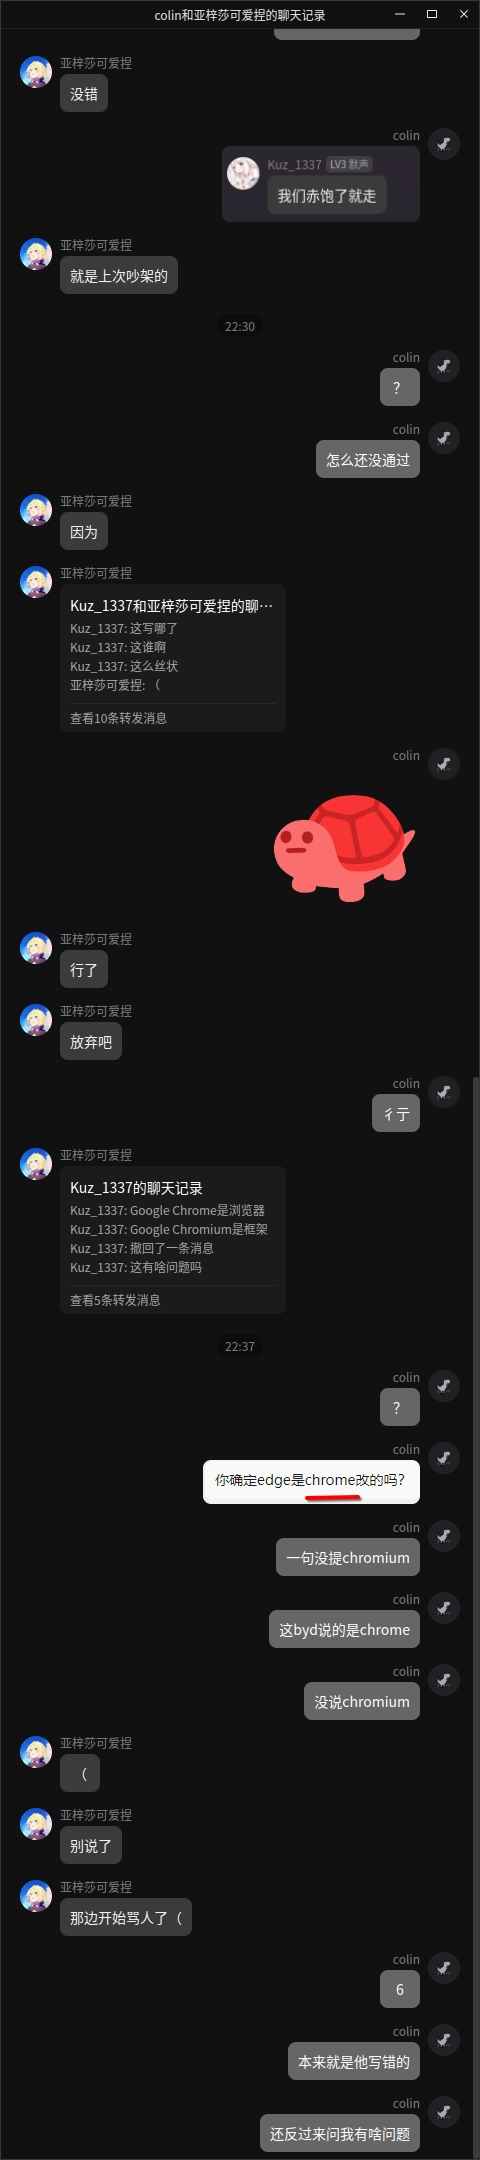 colin和亚梓莎可爱捏的聊天记录
亚梓莎可爱捏
没错
colin
Kuz_1337 LV3 默声
我们赤饱了就走
亚梓莎可爱捏
就是上次吵架的
22:30
colin
？
colin
怎么还没通过
亚梓莎可爱捏
因为
亚梓莎可爱捏
Kuz_1337和亚梓莎可爱捏的聊…
Kuz_1337: 这写哪了
Kuz_1337: 这谁啊
Kuz_1337: 这么丝状
亚梓莎可爱捏: （
查看10条转发消息
colin
亚梓莎可爱捏
行了
亚梓莎可爱捏
放弃吧
colin
彳亍
亚梓莎可爱捏
Kuz_1337的聊天记录
Kuz_1337: Google Chrome是浏览器
Kuz_1337: Google Chromium是框架
Kuz_1337: 撤回了一条消息
Kuz_1337: 这有啥问题吗
查看5条转发消息
22:37
colin
？
colin
你确定edge是chrome改的吗?
colin
一句没提chromium
colin
这byd说的是chrome
colin
没说chromium
亚梓莎可爱捏
（
亚梓莎可爱捏
别说了
亚梓莎可爱捏
那边开始骂人了（
colin
6
colin
本来就是他写错的
colin
还反过来问我有啥问题